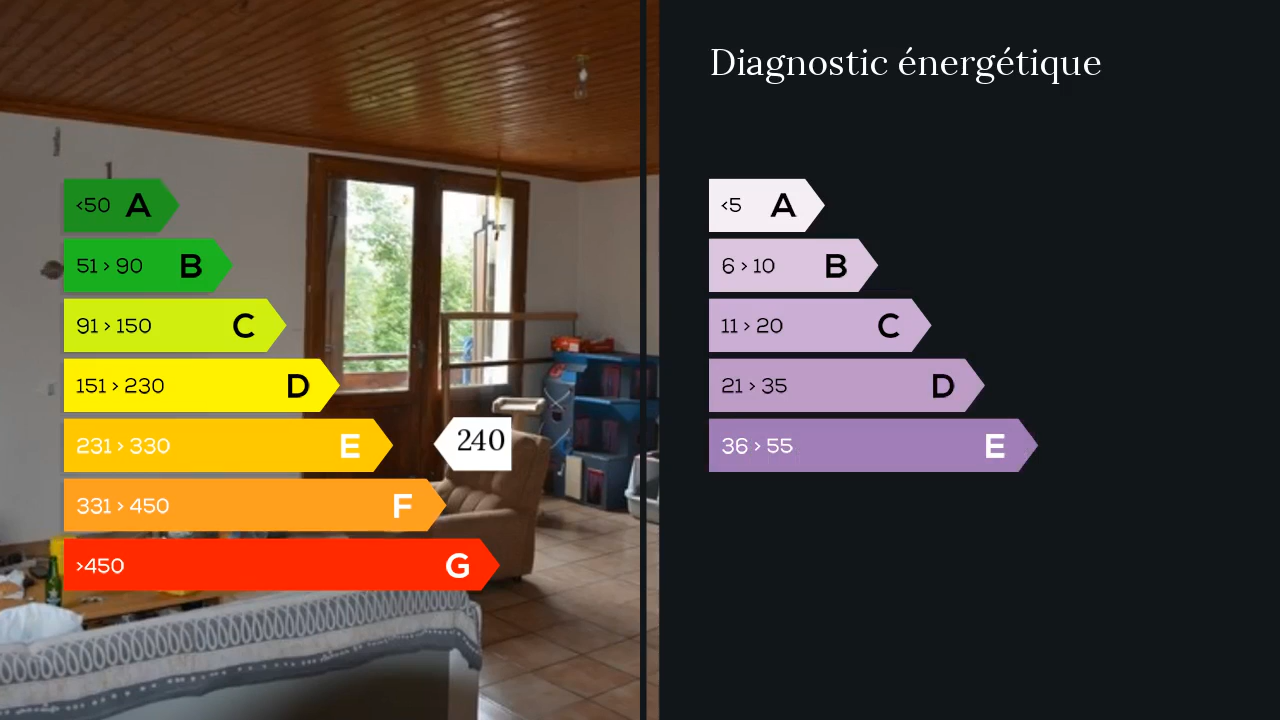 Diagnostic énergétique
<50 A
51 > 90 B
91 > 150 C
151 > 230 D
231 > 330 E
240
331 > 450 F
>450 G
<5 A
6 > 10 B
11 > 20 C
21 > 35 D
36 > 55 E